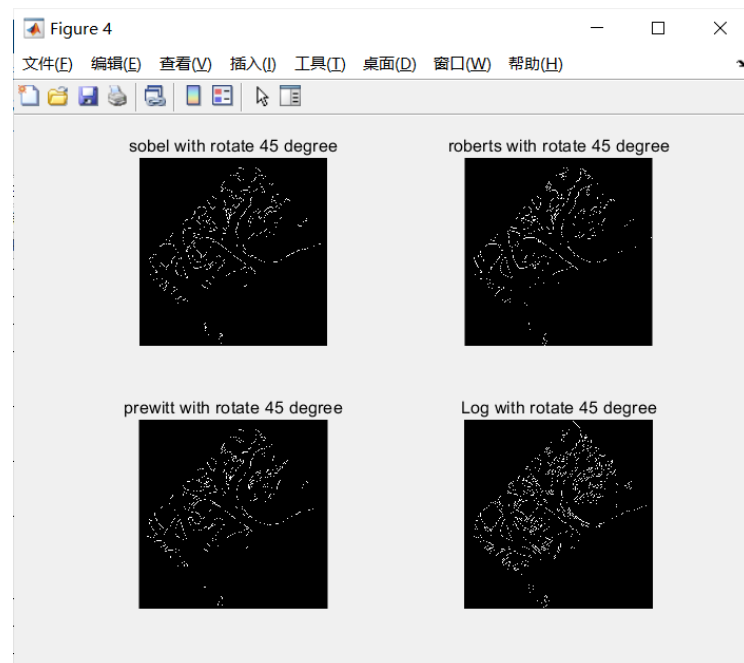 Figure 4
文件(F) 编辑(E) 查看(V) 插入(I) 工具(T) 桌面(D) 窗口(W) 帮助(H)
sobel with rotate 45 degree
roberts with rotate 45 degree
prewitt with rotate 45 degree
Log with rotate 45 degree